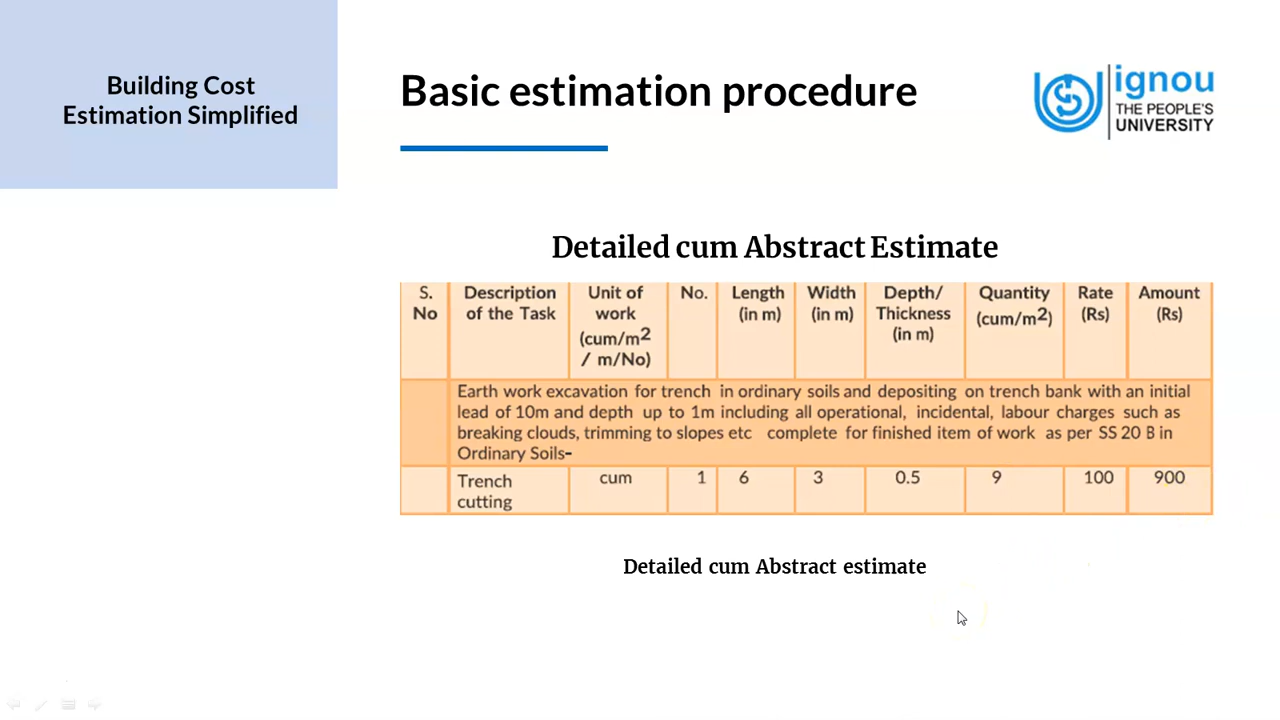 Building Cost
Estimation Simplified
Basic estimation procedure
ignou
THE PEOPLE'S
UNIVERSITY
Detailed cum Abstract Estimate
S. No
Description of the Task
Unit of work (cum/m2 / m/No)
No.
Length (in m)
Width (in m)
Depth/ Thickness (in m)
Quantity (cum/m2)
Rate (Rs)
Amount (Rs)
Earth work excavation for trench in ordinary soils and depositing on trench bank with an initial
lead of 10m and depth up to 1m including all operational, incidental, labour charges such as
breaking clouds, trimming to slopes etc complete for finished item of work as per SS 20 B in
Ordinary Soils-
Trench cutting
cum
1
6
3
0.5
9
100
900
Detailed cum Abstract estimate